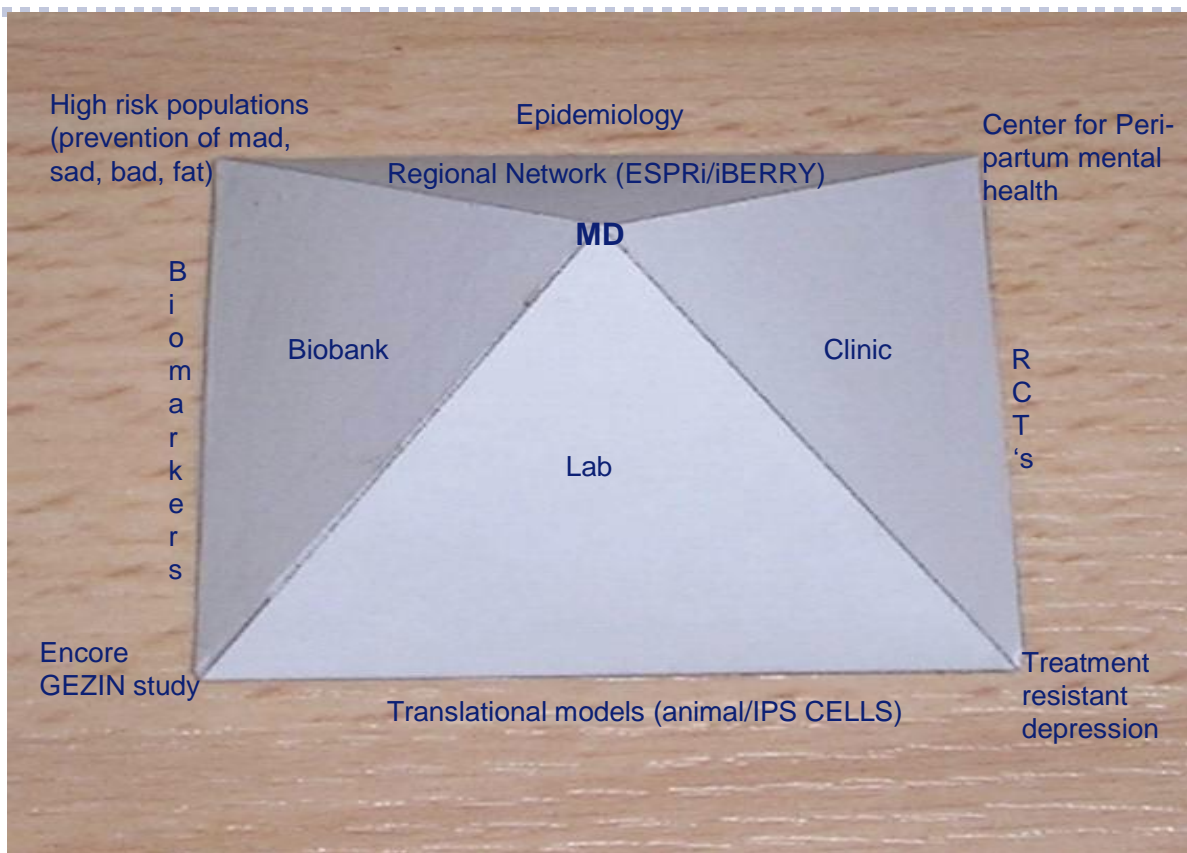 High risk populations
(prevention of mad,
sad, bad, fat)
Epidemiology
Center for Peri-
partum mental
health
Regional Network (ESPRi/iBERRY)
MD
B
i
o
m
a
r
k
e
r
s
Biobank
Clinic
R
C
T
‘s
Lab
Encore
GEZIN study
Treatment
resistant
depression
Translational models (animal/IPS CELLS)